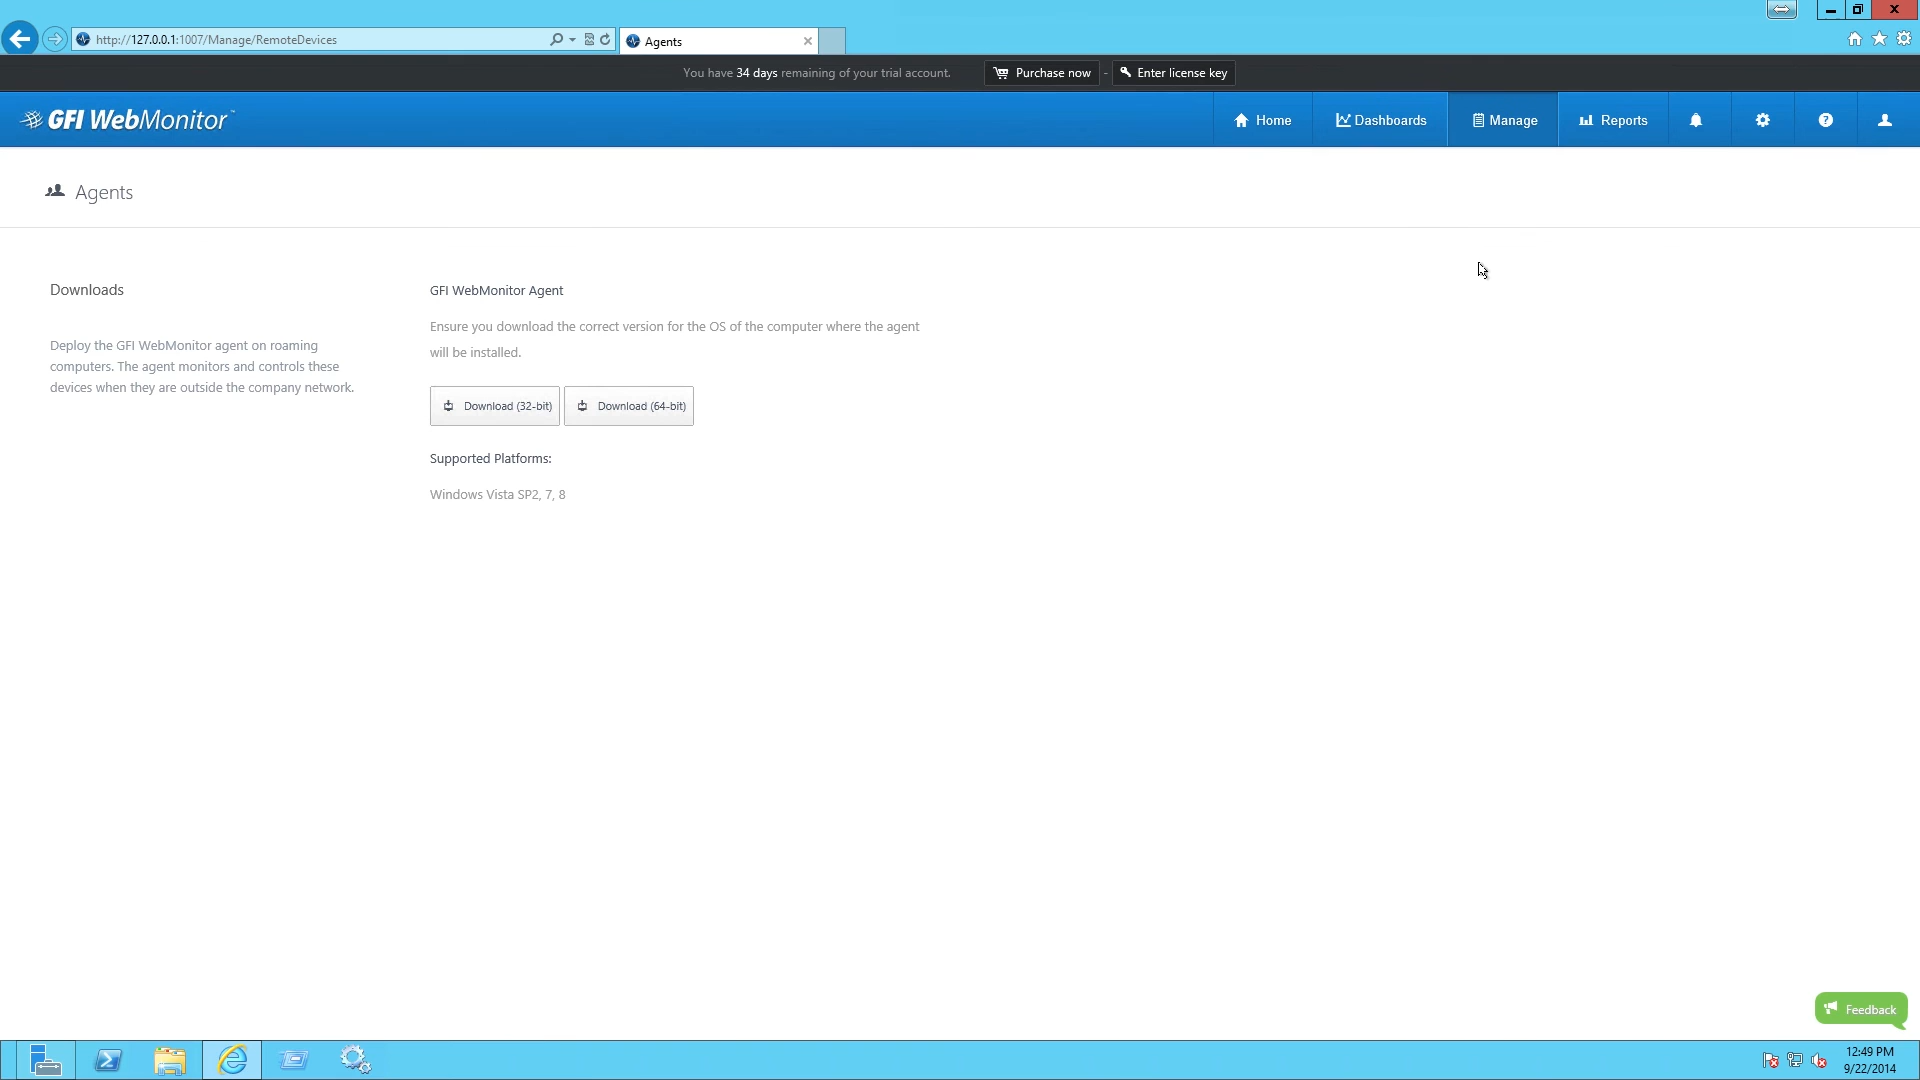 http://127.0.0.1:1007/Manage/RemoteDevices
Agents
You have 34 days remaining of your trial account.
Purchase now
-
Enter license key
GFI WebMonitor™
Home
Dashboards
Manage
Reports
Agents
Downloads
Deploy the GFI WebMonitor agent on roaming
computers. The agent monitors and controls these
devices when they are outside the company network.
GFI WebMonitor Agent
Ensure you download the correct version for the OS of the computer where the agent
will be installed.
Download (32-bit)
Download (64-bit)
Supported Platforms:
Windows Vista SP2, 7, 8
Feedback
12:49 PM
9/22/2014